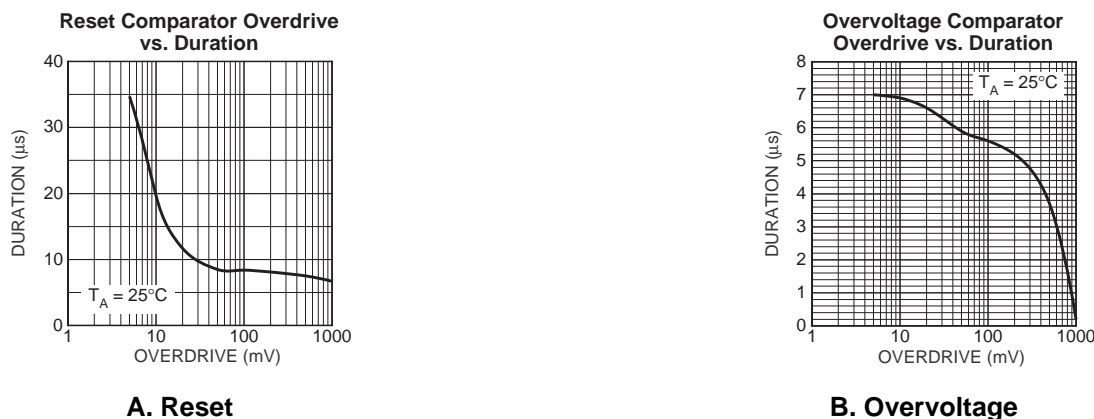 Reset Comparator Overdrive
vs. Duration
40
30
20
10
0
DURATION (µs)
T_A = 25°C
1
10
100
1000
OVERDRIVE (mV)
A. Reset
Overvoltage Comparator
Overdrive vs. Duration
8
7
6
5
4
3
2
1
0
DURATION (µs)
T_A = 25°C
1
10
100
1000
OVERDRIVE (mV)
B. Overvoltage